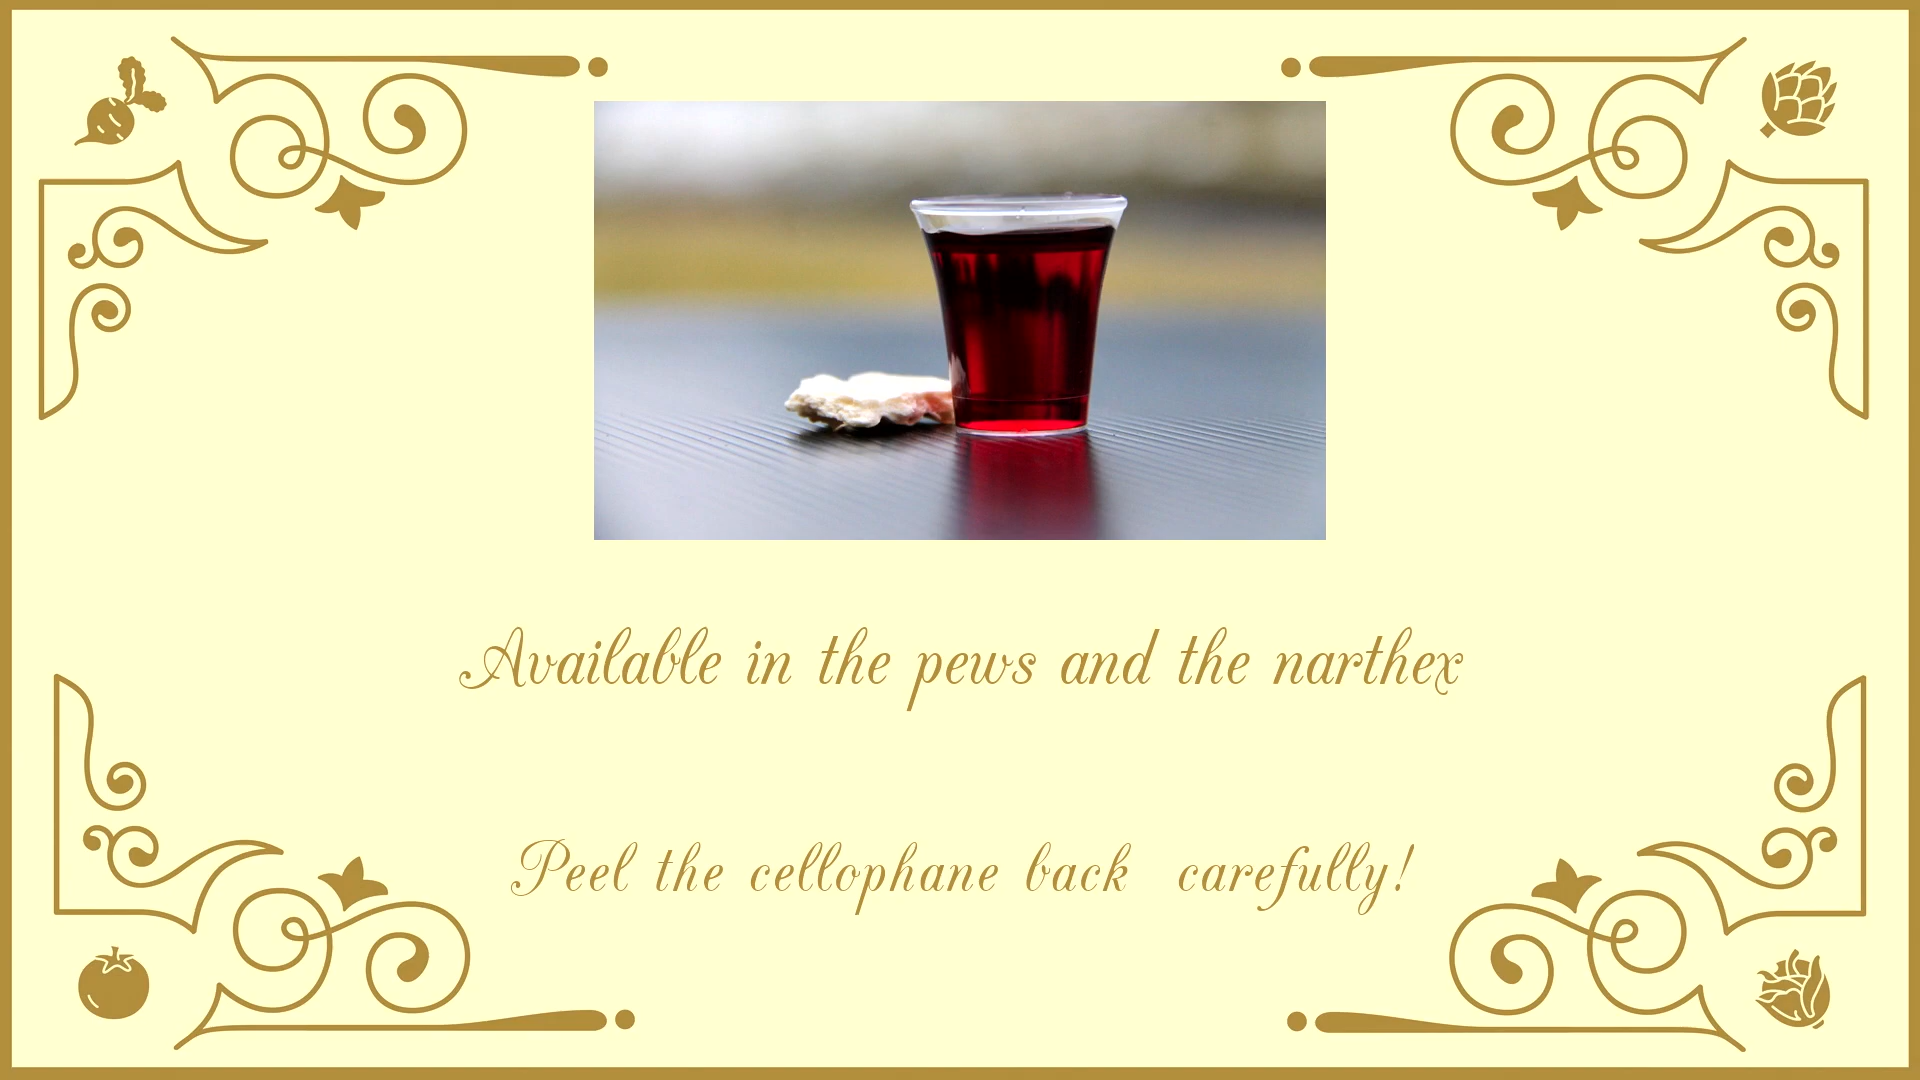 Available in the pews and the narthex
Peel the cellophane back carefully!